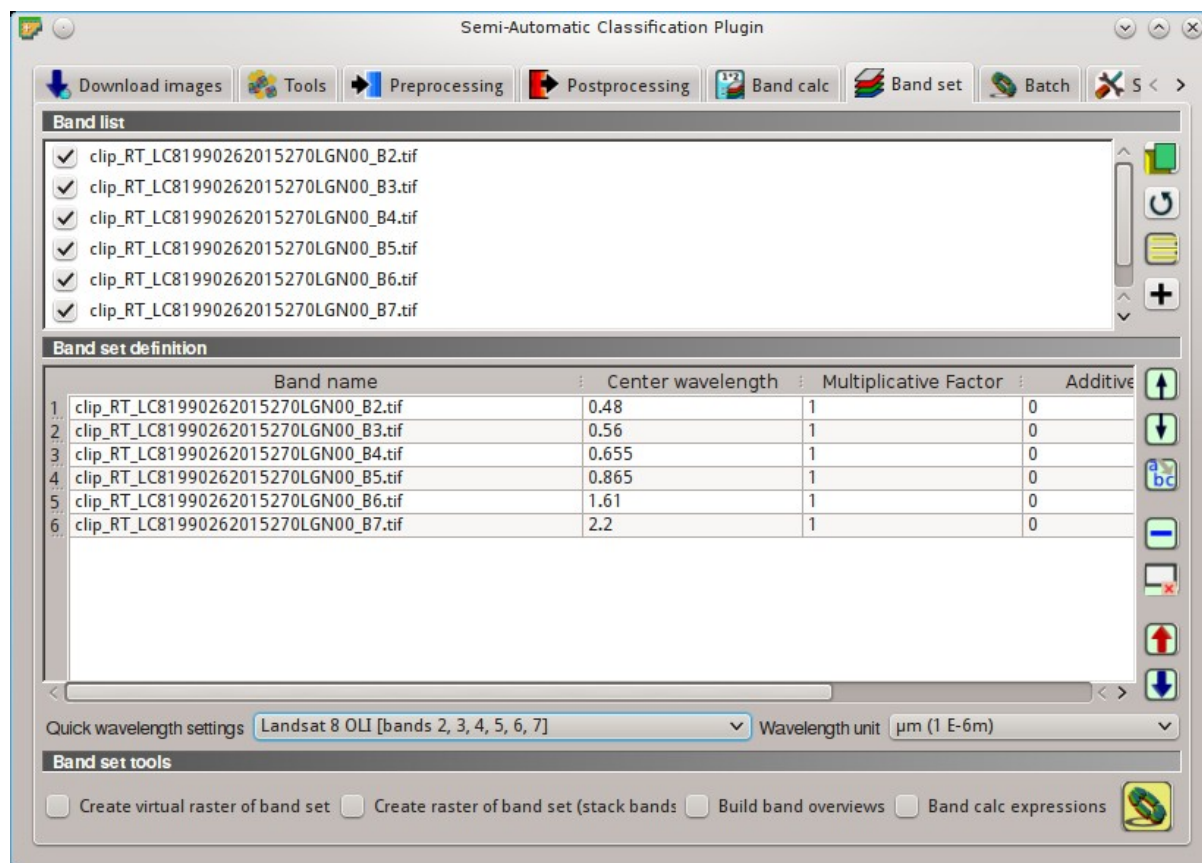 Semi-Automatic Classification Plugin
Download images Tools Preprocessing Postprocessing Band calc Band set Batch S
Band list
clip_RT_LC81990262015270LGN00_B2.tif
clip_RT_LC81990262015270LGN00_B3.tif
clip_RT_LC81990262015270LGN00_B4.tif
clip_RT_LC81990262015270LGN00_B5.tif
clip_RT_LC81990262015270LGN00_B6.tif
clip_RT_LC81990262015270LGN00_B7.tif
Band set definition
Band name Center wavelength Multiplicative Factor Additive
1 clip_RT_LC81990262015270LGN00_B2.tif 0.48 1 0
2 clip_RT_LC81990262015270LGN00_B3.tif 0.56 1 0
3 clip_RT_LC81990262015270LGN00_B4.tif 0.655 1 0
4 clip_RT_LC81990262015270LGN00_B5.tif 0.865 1 0
5 clip_RT_LC81990262015270LGN00_B6.tif 1.61 1 0
6 clip_RT_LC81990262015270LGN00_B7.tif 2.2 1 0
Quick wavelength settings Landsat 8 OLI [bands 2, 3, 4, 5, 6, 7] Wavelength unit µm (1 E-6m)
Band set tools
Create virtual raster of band set Create raster of band set (stack bands Build band overviews Band calc expressions